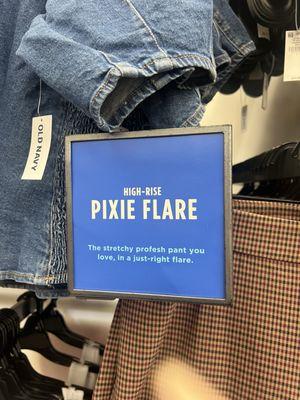 OLD NAVY
HIGH-RISE
PIXIE FLARE
The stretchy profesh pant you
love, in a just-right flare.